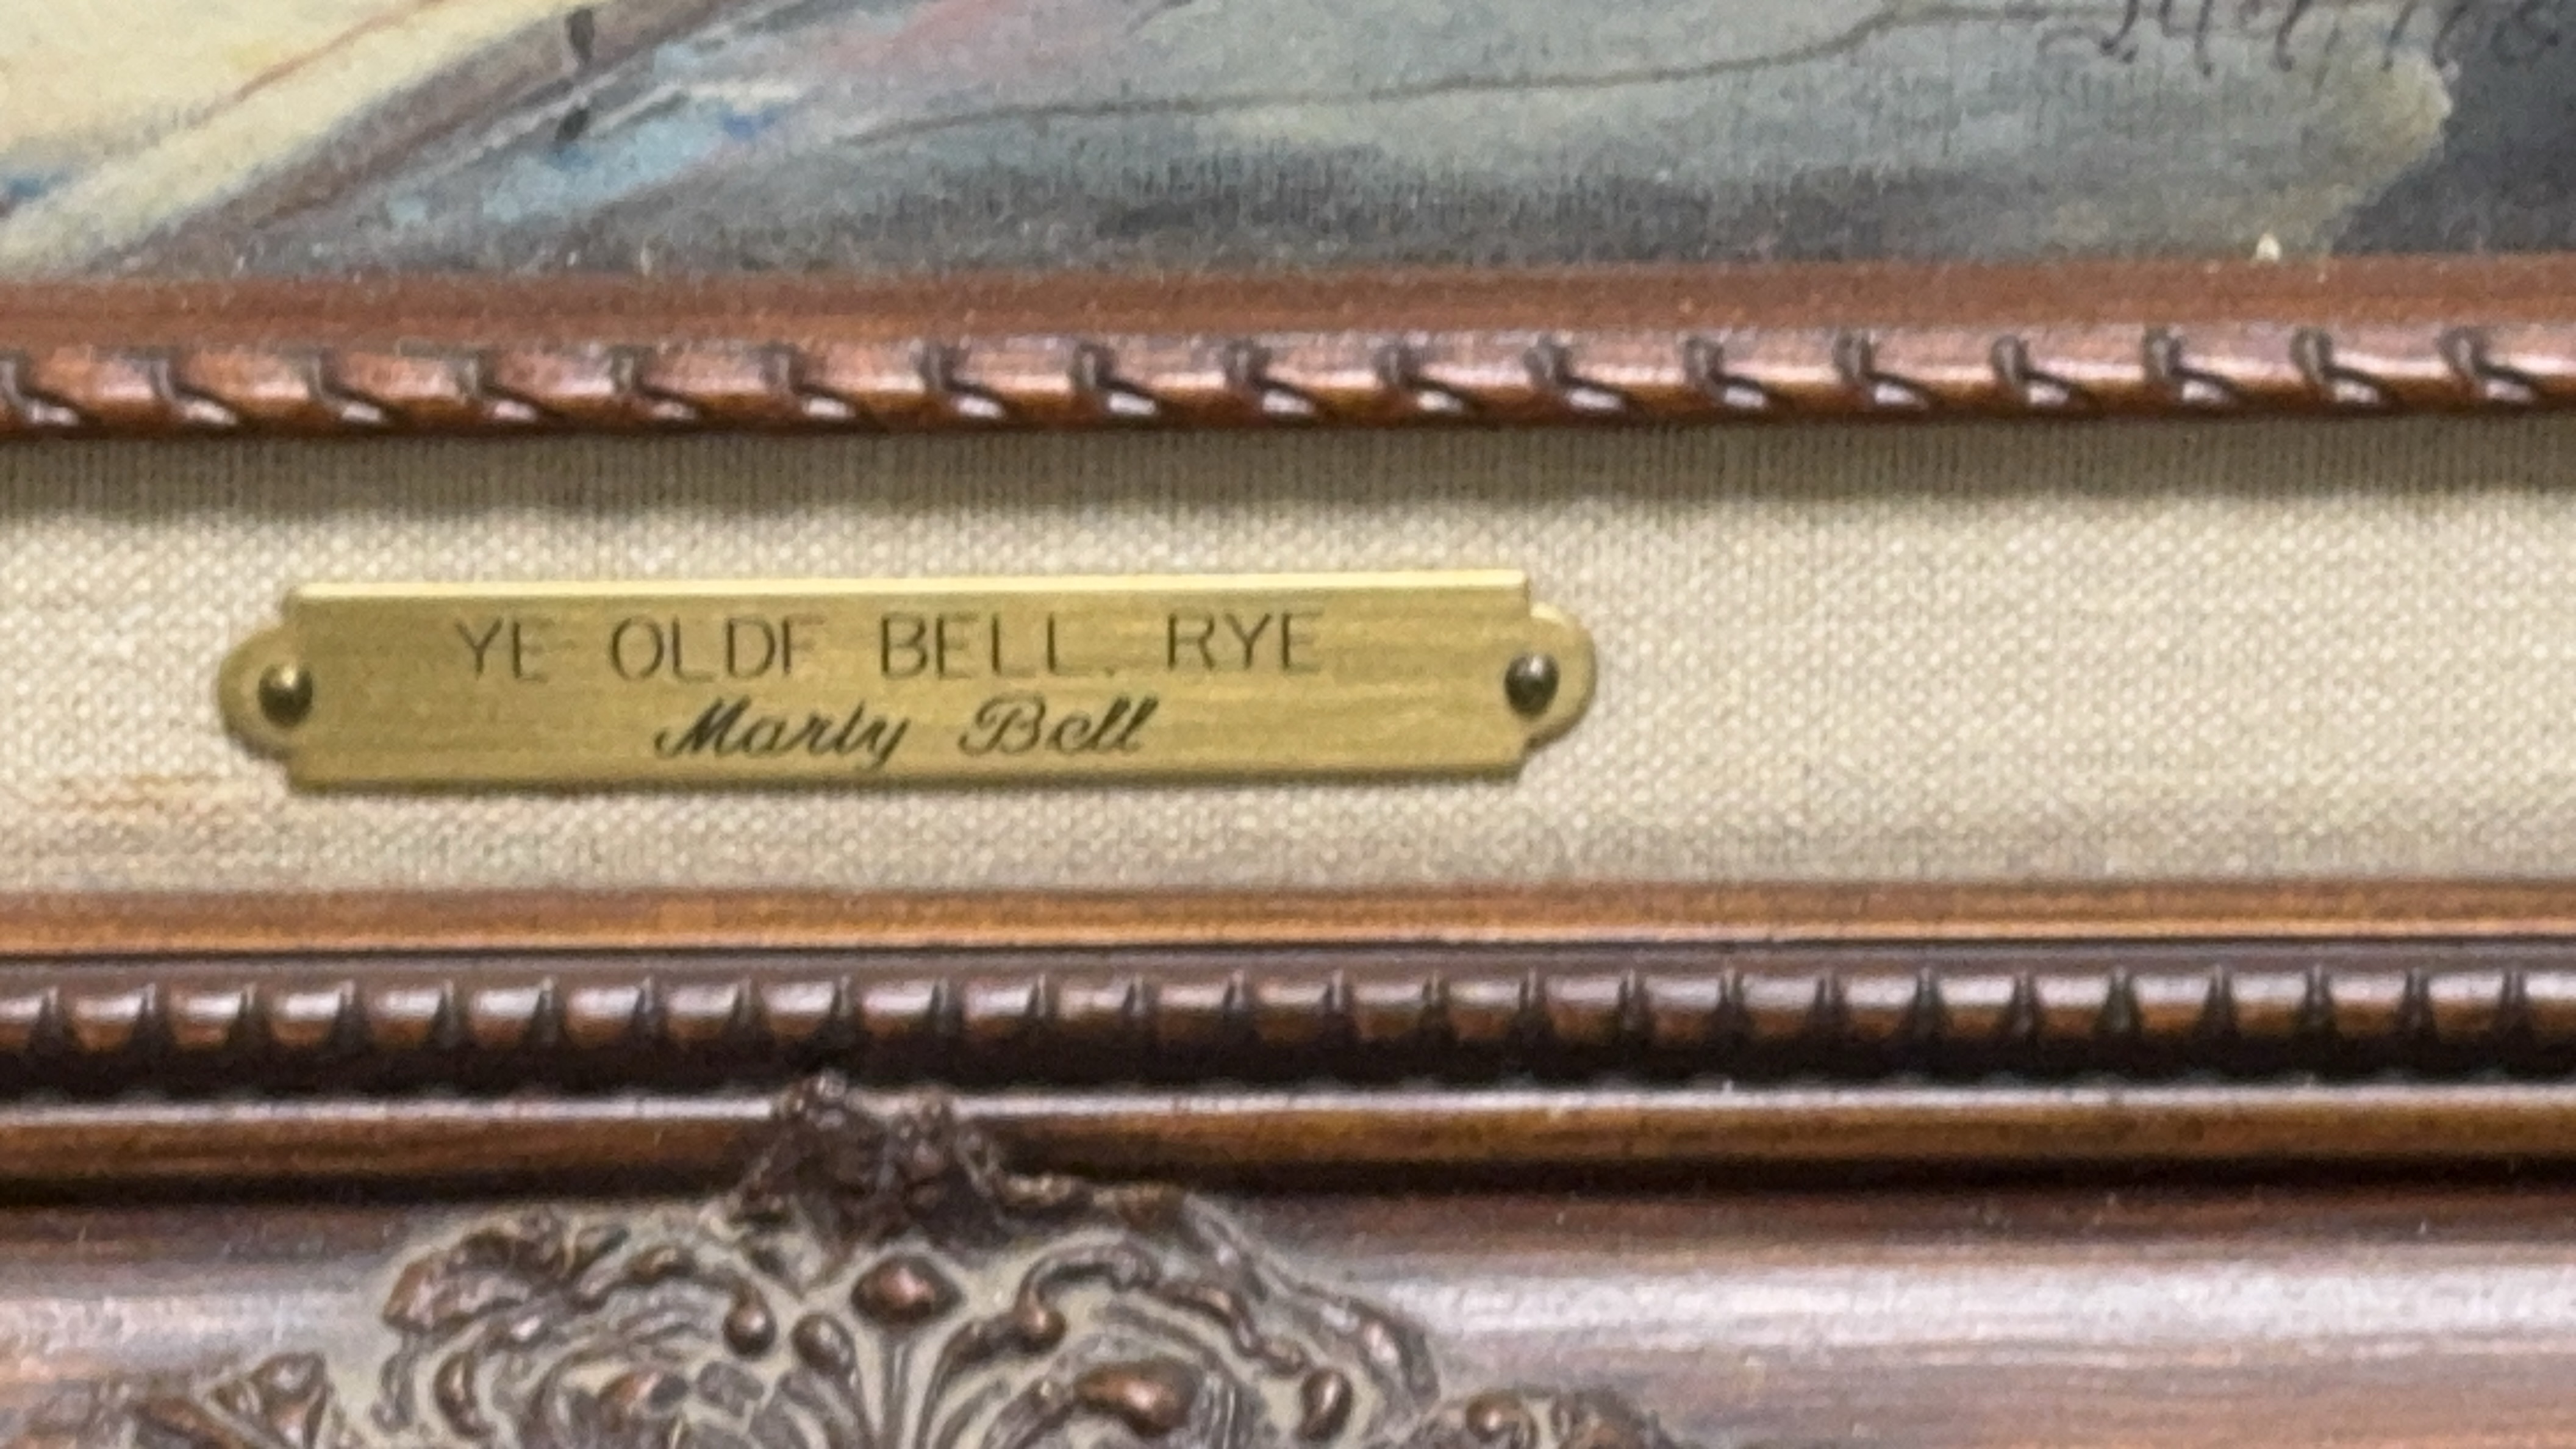 YE OLDE BELL. RYE
Marty Bell